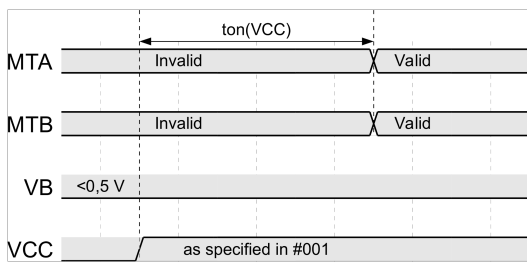 ton(VCC)
MTA Invalid Valid
MTB Invalid Valid
VB <0,5 V
VCC as specified in #001